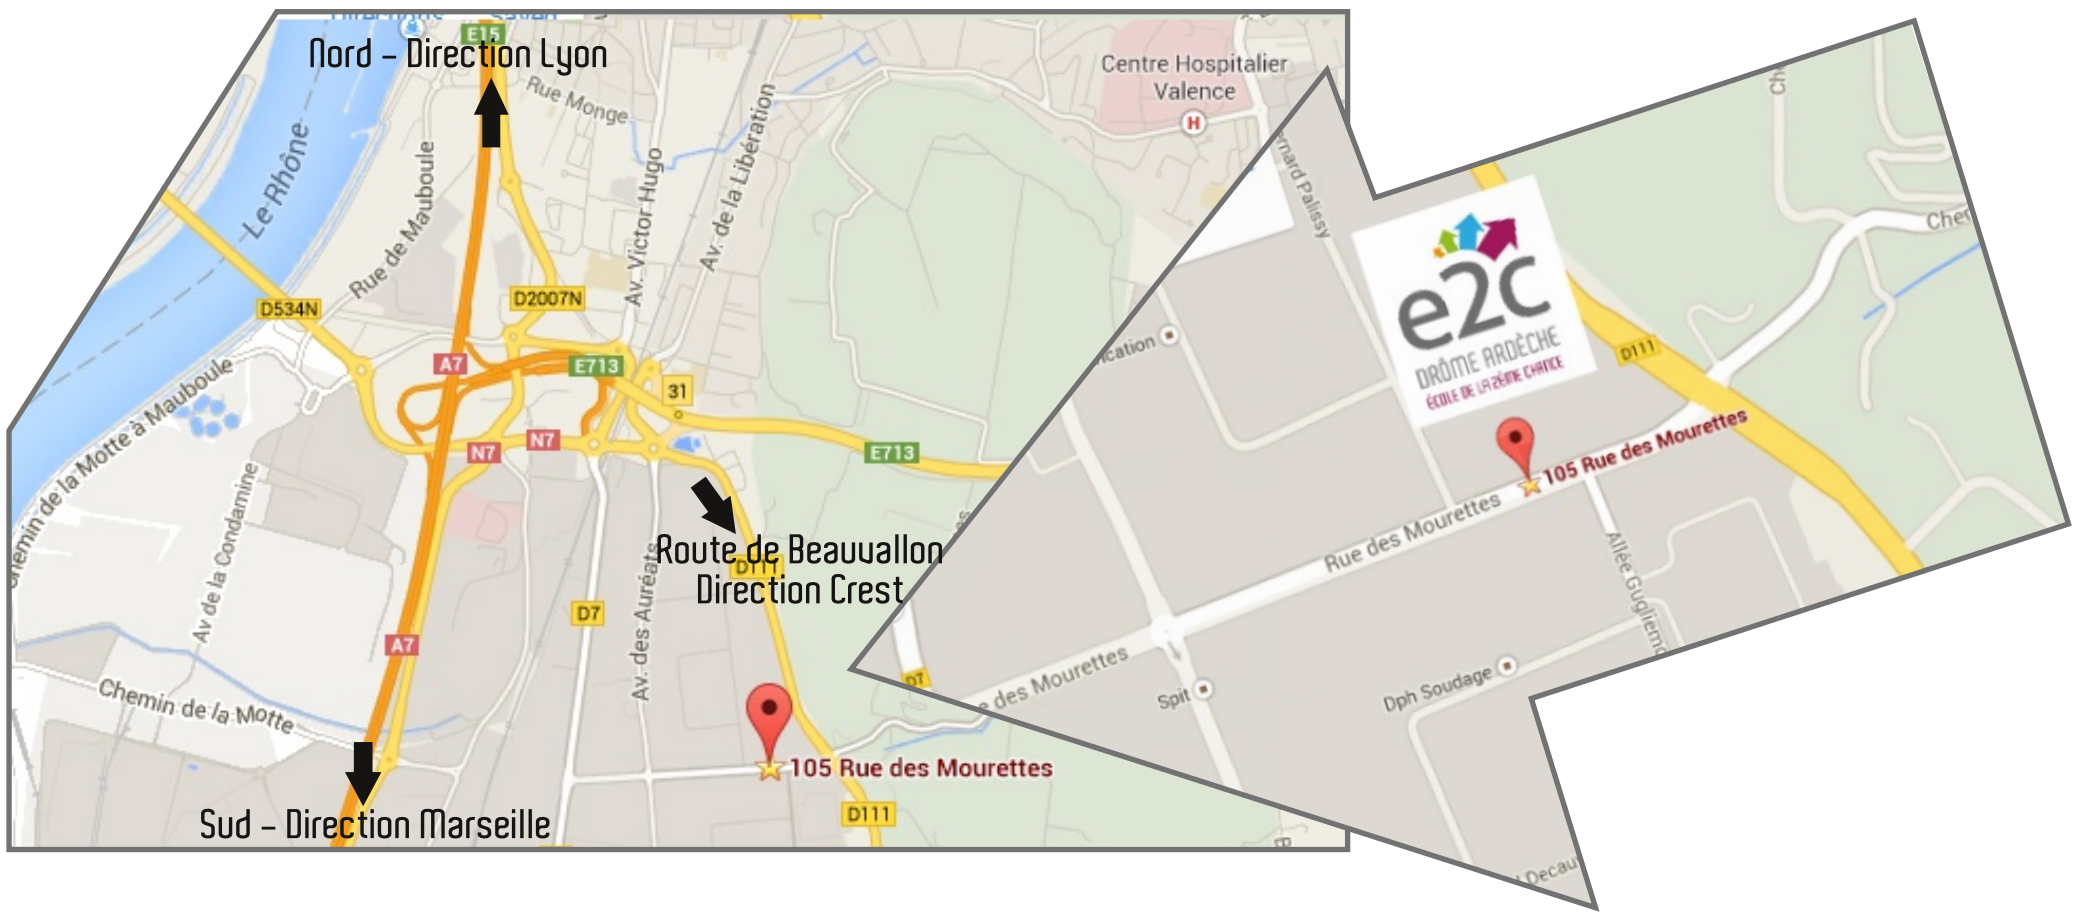 E15
Nord - Direction Lyon
Rue Monge
Centre Hospitalier
Valence
H
Le Rhône
Rue de Mauboule
Av. Victor Hugo
Av. de la Libération
D534N
D2007N
A7
E713
31
N7
N7
E713
Chemin de la Motte à Mauboule
Av de la Condamine
Route de Beauvallon
D111
Direction Crest
D7
Av. des Auréats
A7
Chemin de la Motte
105 Rue des Mourettes
D111
Sud - Direction Marseille
e2c
DRÔME ARDÈCHE
ÉCOLE DE LA 2ÈME CHANCE
D111
105 Rue des Mourettes
Rue des Mourettes
Allée Gugliemo
D7
des Mourettes
Spit
Dph Soudage
Palissy